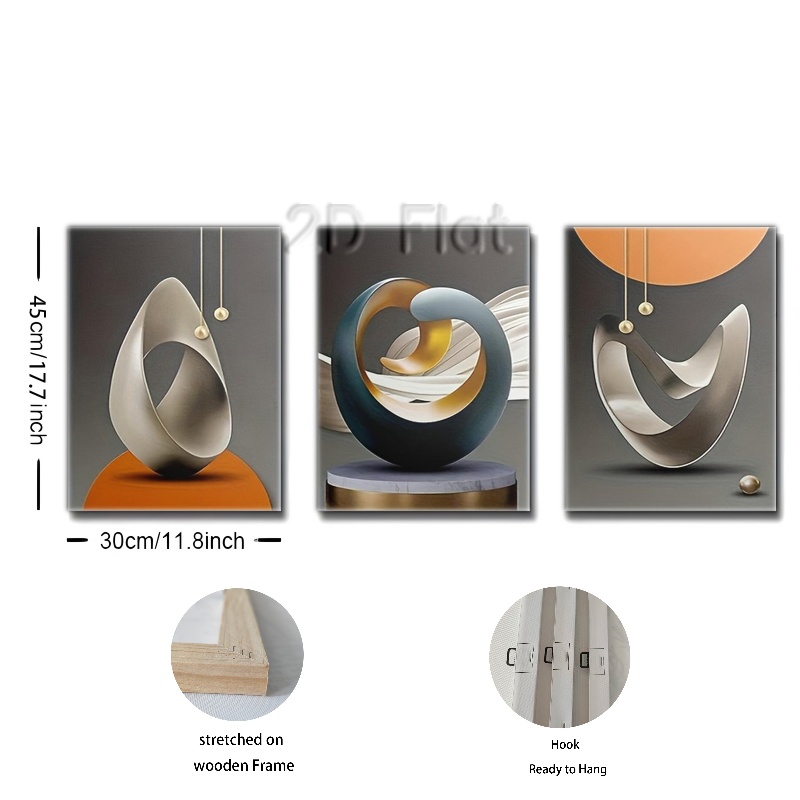 2D Flat
45cm/17.7inch
30cm/11.8inch
stretched on
wooden Frame
Hook
Ready to Hang